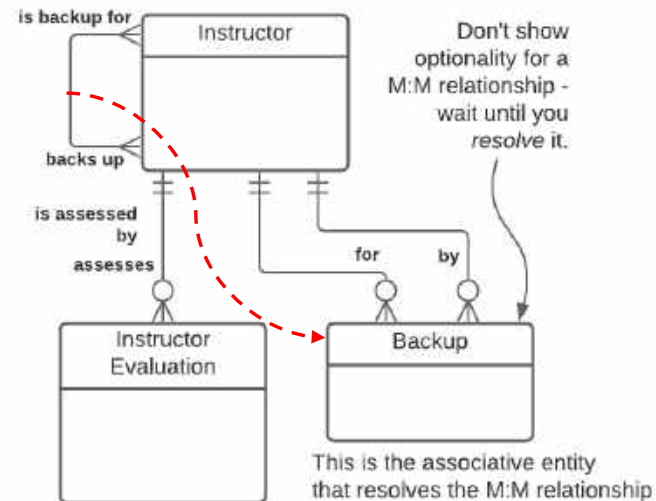 is backup for
Instructor
Don't show
optionality for a
M:M relationship -
wait until you
resolve it.
backs up
is assessed
by
assesses
for
by
Instructor
Evaluation
Backup
This is the associative entity
that resolves the M:M relationship